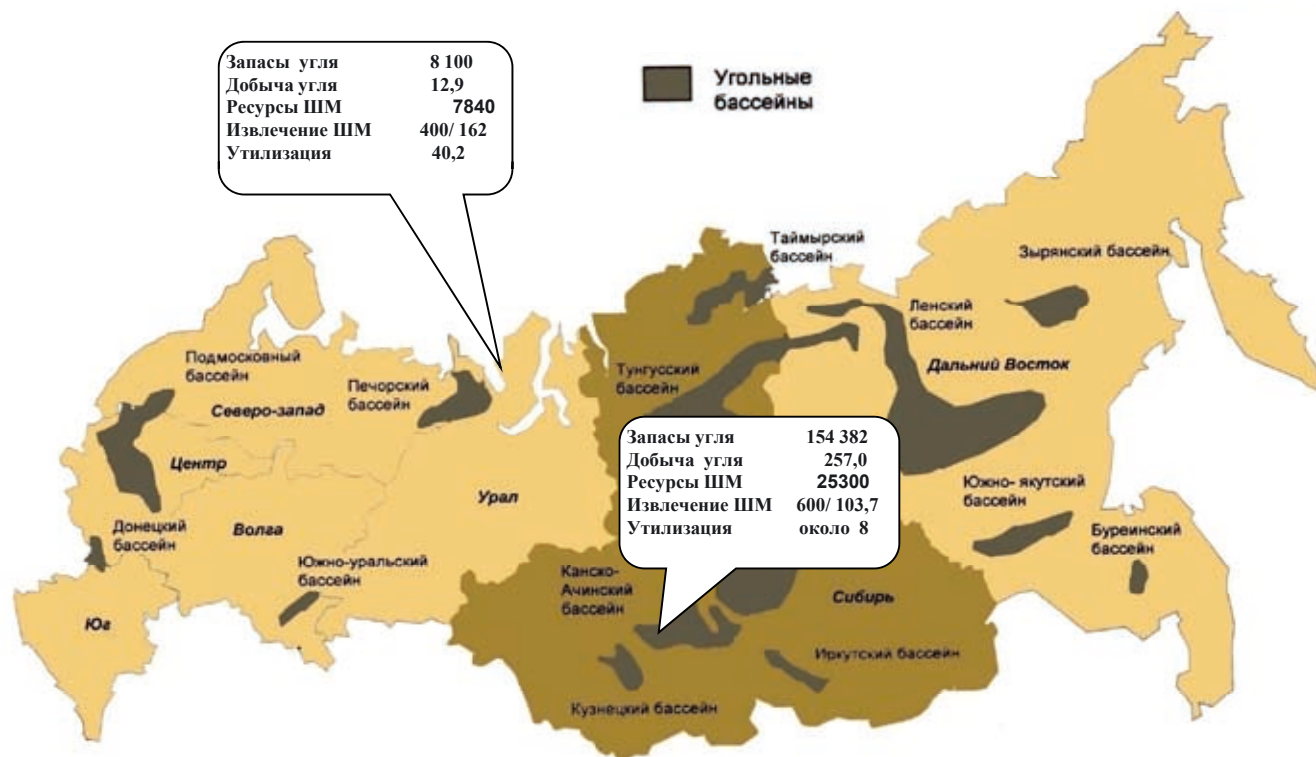 Запасы угля 8 100
Добыча угля 12,9
Ресурсы ШМ 7840
Извлечение ШМ 400/ 162
Утилизация 40,2
Угольные
бассейны
Таймырский
бассейн
Зырянский бассейн
Ленский
бассейн
Дальний Восток
Подмосковный
бассейн
Печорский
бассейн
Северо-запад
Тунгусский
бассейн
Центр
Урал
Запасы угля 154 382
Добыча угля 257,0
Ресурсы ШМ 25300
Извлечение ШМ 600/ 103,7
Утилизация около 8
Южно- якутский
бассейн
Буреинский
бассейн
Донецкий
бассейн
Волга
Южно-уральский
бассейн
Канско-
Ачинский
бассейн
Сибирь
Юг
Иркутский бассейн
Кузнецкий бассейн